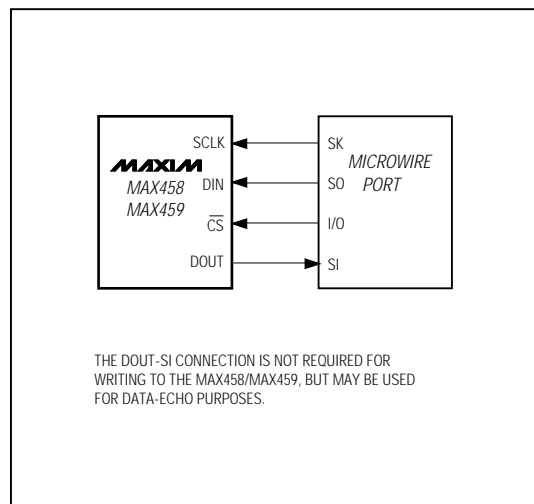 SCLK SK
MAXIM MICROWIRE
MAX458 DIN SO PORT
MAX459
CS I/O
DOUT SI
THE DOUT-SI CONNECTION IS NOT REQUIRED FOR
WRITING TO THE MAX458/MAX459, BUT MAY BE USED
FOR DATA-ECHO PURPOSES.